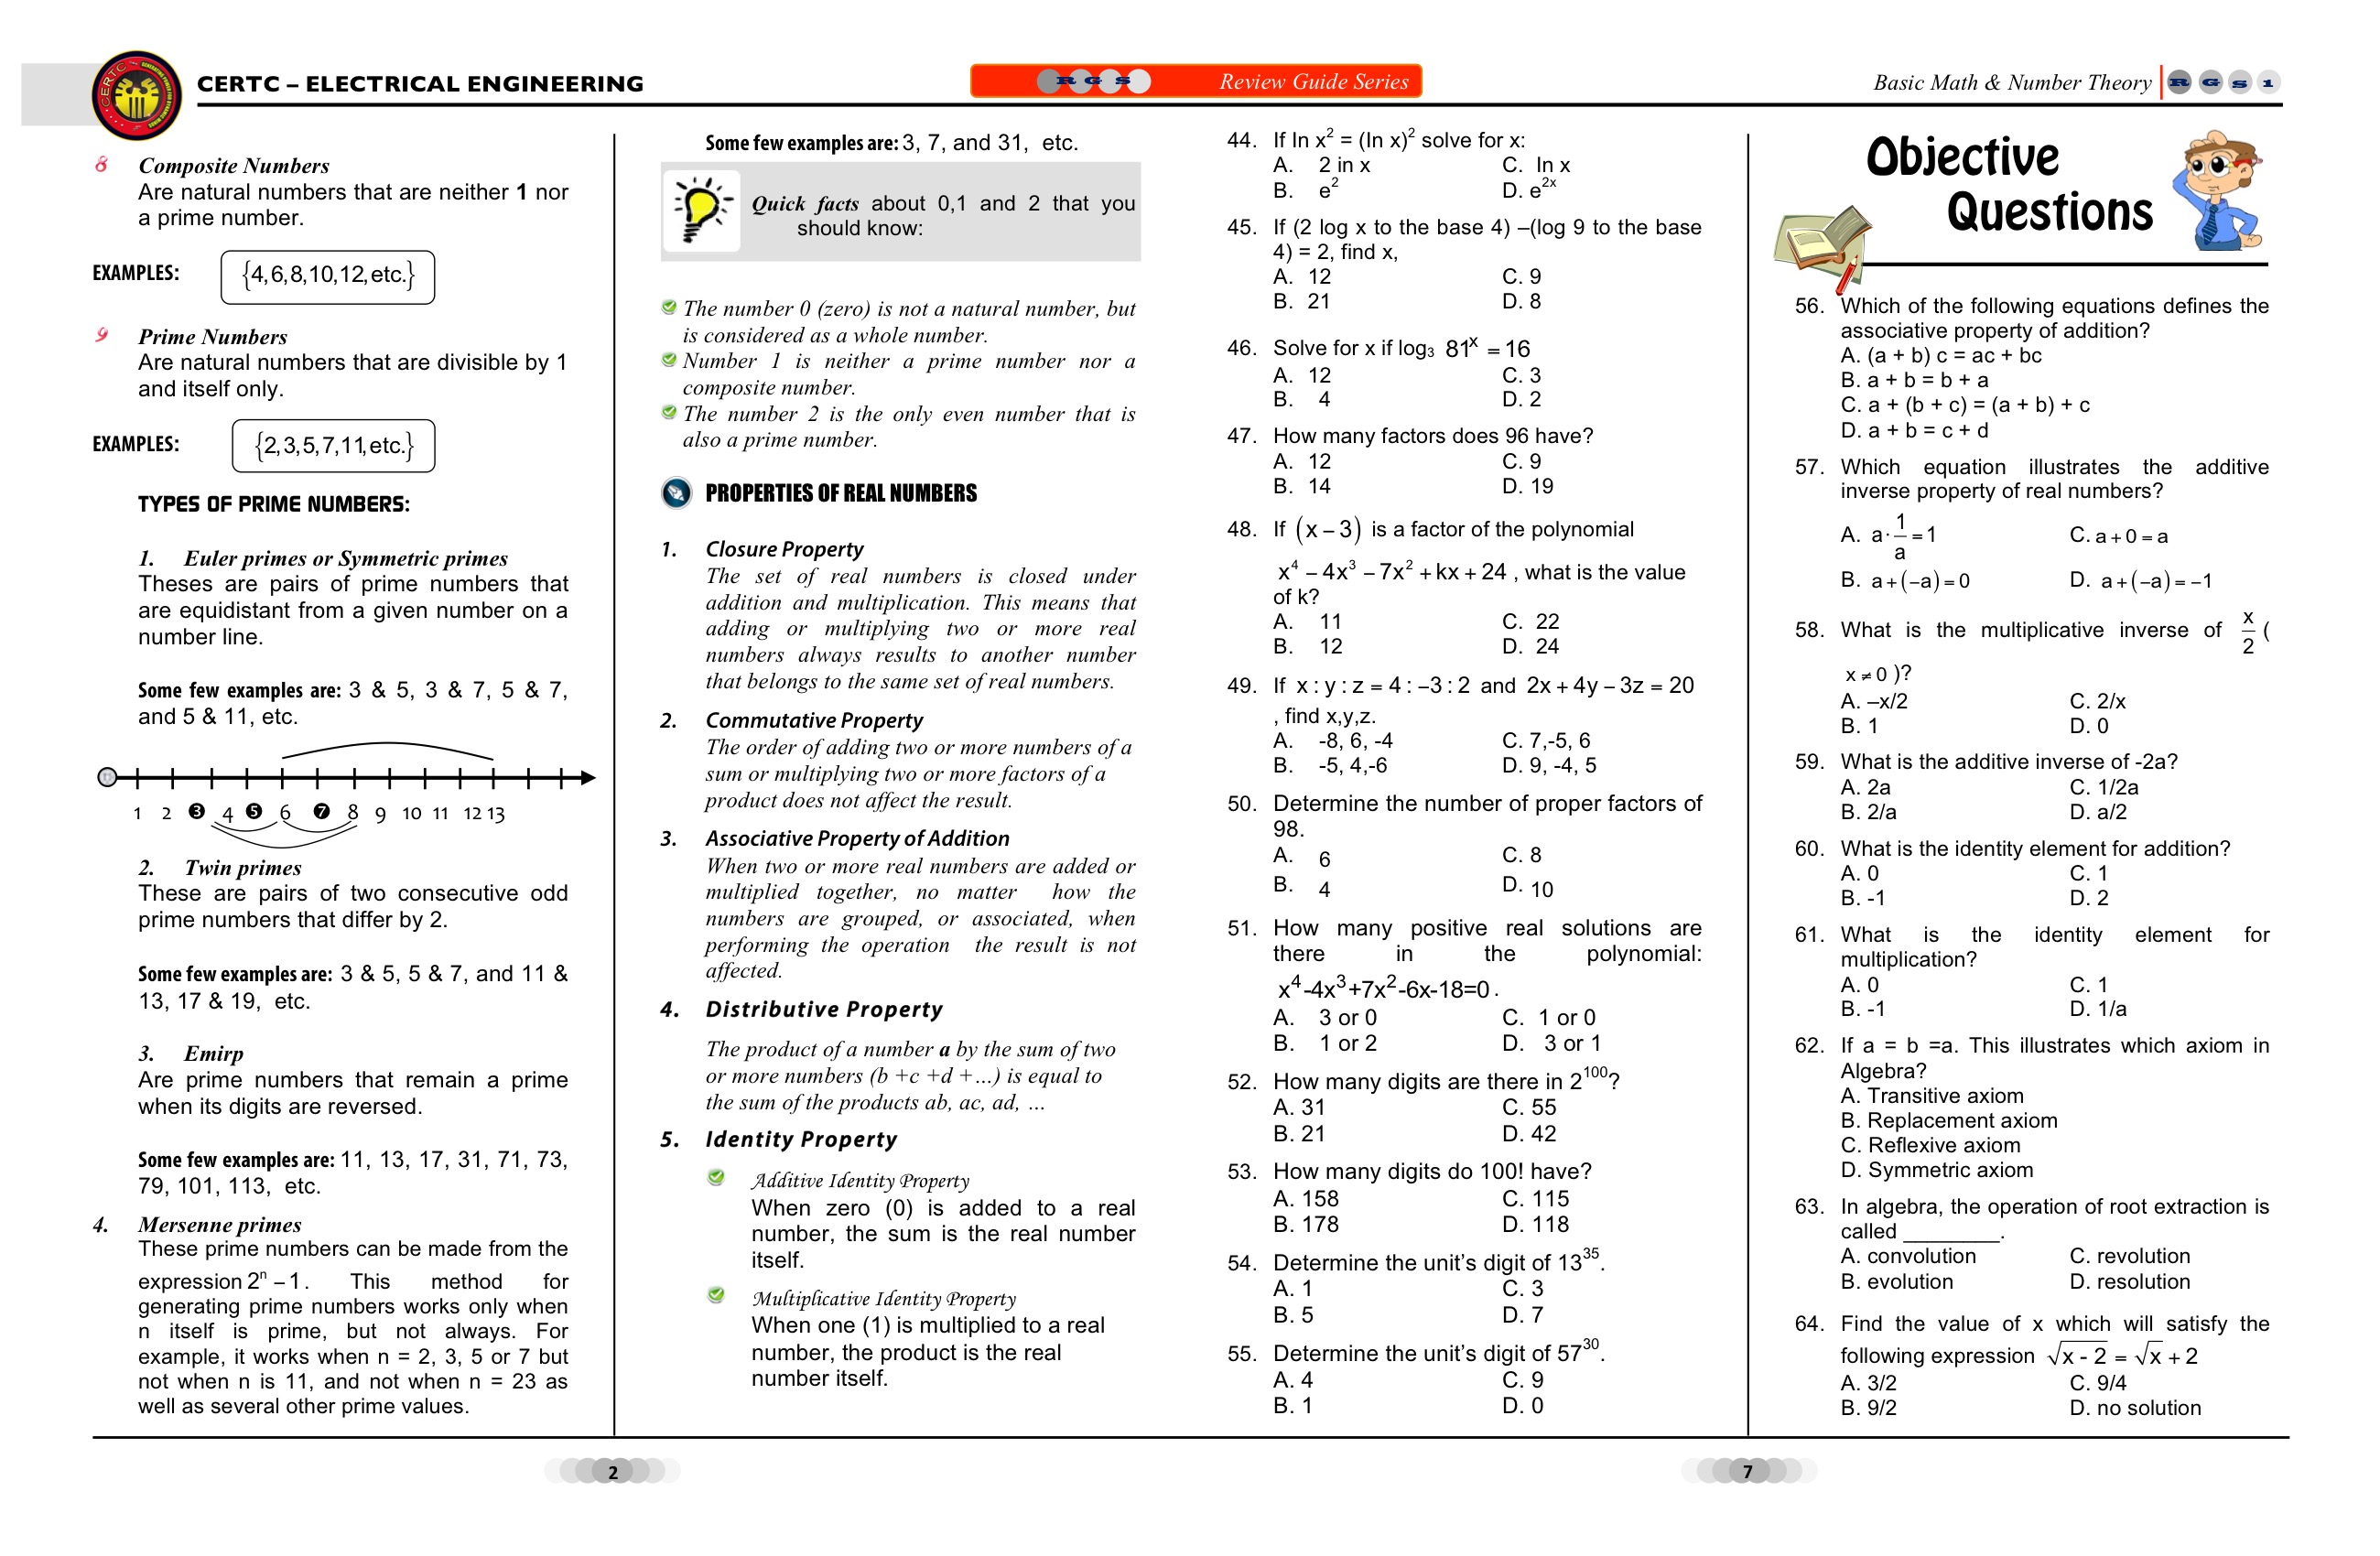 CERTC – ELECTRICAL ENGINEERING
R G S Review Guide Series
Basic Math & Number Theory R G S 1
8 Composite Numbers
Are natural numbers that are neither 1 nor
a prime number.
EXAMPLES: {4,6,8,10,12,etc.}
9 Prime Numbers
Are natural numbers that are divisible by 1
and itself only.
EXAMPLES: {2,3,5,7,11,etc.}
TYPES OF PRIME NUMBERS:
1. Euler primes or Symmetric primes
Theses are pairs of prime numbers that
are equidistant from a given number on a
number line.
Some few examples are: 3 & 5, 3 & 7, 5 & 7,
and 5 & 11, etc.
1 2 3 4 5 6 7 8 9 10 11 12 13
2. Twin primes
These are pairs of two consecutive odd
prime numbers that differ by 2.
Some few examples are: 3 & 5, 5 & 7, and 11 &
13, 17 & 19, etc.
3. Emirp
Are prime numbers that remain a prime
when its digits are reversed.
Some few examples are: 11, 13, 17, 31, 71, 73,
79, 101, 113, etc.
4. Mersenne primes
These prime numbers can be made from the
expression 2ⁿ – 1. This method for
generating prime numbers works only when
n itself is prime, but not always. For
example, it works when n = 2, 3, 5 or 7 but
not when n is 11, and not when n = 23 as
well as several other prime values.
Some few examples are: 3, 7, and 31, etc.
Quick facts about 0,1 and 2 that you
should know:
The number 0 (zero) is not a natural number, but
is considered as a whole number.
Number 1 is neither a prime number nor a
composite number.
The number 2 is the only even number that is
also a prime number.
PROPERTIES OF REAL NUMBERS
1. Closure Property
The set of real numbers is closed under
addition and multiplication. This means that
adding or multiplying two or more real
numbers always results to another number
that belongs to the same set of real numbers.
2. Commutative Property
The order of adding two or more numbers of a
sum or multiplying two or more factors of a
product does not affect the result.
3. Associative Property of Addition
When two or more real numbers are added or
multiplied together, no matter how the
numbers are grouped, or associated, when
performing the operation the result is not
affected.
4. Distributive Property
The product of a number a by the sum of two
or more numbers (b +c +d +...) is equal to
the sum of the products ab, ac, ad, ...
5. Identity Property
Additive Identity Property
When zero (0) is added to a real
number, the sum is the real number
itself.
Multiplicative Identity Property
When one (1) is multiplied to a real
number, the product is the real
number itself.
2
44. If ln x² = (ln x)² solve for x:
A. 2 in x C. ln x
B. e² D. e²ˣ
45. If (2 log x to the base 4) –(log 9 to the base
4) = 2, find x,
A. 12 C. 9
B. 21 D. 8
46. Solve for x if log₃ 81ˣ = 16
A. 12 C. 3
B. 4 D. 2
47. How many factors does 96 have?
A. 12 C. 9
B. 14 D. 19
48. If (x – 3) is a factor of the polynomial
x⁴ – 4x³ – 7x² + kx + 24 , what is the value
of k?
A. 11 C. 22
B. 12 D. 24
49. If x : y : z = 4 : –3 : 2 and 2x + 4y – 3z = 20
, find x,y,z.
A. -8, 6, -4 C. 7,-5, 6
B. -5, 4,-6 D. 9, -4, 5
50. Determine the number of proper factors of
98.
A. 6 C. 8
B. 4 D. 10
51. How many positive real solutions are
there in the polynomial:
x⁴-4x³+7x²-6x-18=0 .
A. 3 or 0 C. 1 or 0
B. 1 or 2 D. 3 or 1
52. How many digits are there in 2¹⁰⁰?
A. 31 C. 55
B. 21 D. 42
53. How many digits do 100! have?
A. 158 C. 115
B. 178 D. 118
54. Determine the unit’s digit of 13³⁵.
A. 1 C. 3
B. 5 D. 7
55. Determine the unit’s digit of 57³⁰.
A. 4 C. 9
B. 1 D. 0
Objective
Questions
56. Which of the following equations defines the
associative property of addition?
A. (a + b) c = ac + bc
B. a + b = b + a
C. a + (b + c) = (a + b) + c
D. a + b = c + d
57. Which equation illustrates the additive
inverse property of real numbers?
A. a · 1/a = 1 C. a + 0 = a
B. a + (–a) = 0 D. a + (–a) = –1
58. What is the multiplicative inverse of x/2 (
x ≠ 0 )?
A. –x/2 C. 2/x
B. 1 D. 0
59. What is the additive inverse of -2a?
A. 2a C. 1/2a
B. 2/a D. a/2
60. What is the identity element for addition?
A. 0 C. 1
B. -1 D. 2
61. What is the identity element for
multiplication?
A. 0 C. 1
B. -1 D. 1/a
62. If a = b =a. This illustrates which axiom in
Algebra?
A. Transitive axiom
B. Replacement axiom
C. Reflexive axiom
D. Symmetric axiom
63. In algebra, the operation of root extraction is
called ________.
A. convolution C. revolution
B. evolution D. resolution
64. Find the value of x which will satisfy the
following expression √(x - 2) = √x + 2
A. 3/2 C. 9/4
B. 9/2 D. no solution
7